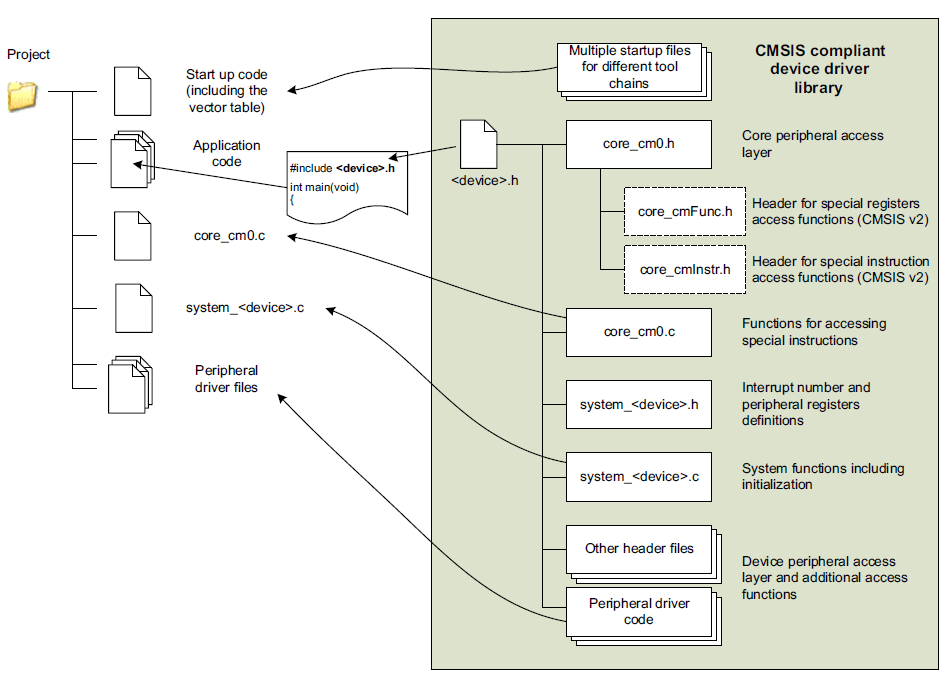 Project
Start up code
(including the
vector table)
Application
code
#include <device>.h
int main(void)
{
core_cm0.c
system_<device>.c
Peripheral
driver files
CMSIS compliant
device driver
library
Multiple startup files
for different tool
chains
<device>.h
core_cm0.h
Core peripheral access
layer
core_cmFunc.h
Header for special registers
access functions (CMSIS v2)
core_cmInstr.h
Header for special instruction
access functions (CMSIS v2)
core_cm0.c
Functions for accessing
special instructions
system_<device>.h
Interrupt number and
peripheral registers
definitions
system_<device>.c
System functions including
initialization
Other header files
Peripheral driver
code
Device peripheral access
layer and additional access
functions